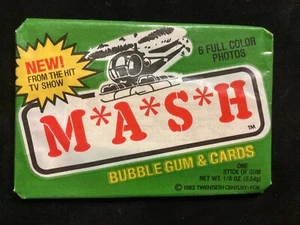 NEW!
FROM THE HIT
TV SHOW
6 FULL COLOR
PHOTOS
M*A*S*H
TM
BUBBLE GUM & CARDS
ONE
STICK OF GUM
NET WT. 1/8 OZ. (3.54g)
© 1982 TWENTIETH CENTURY-FOX